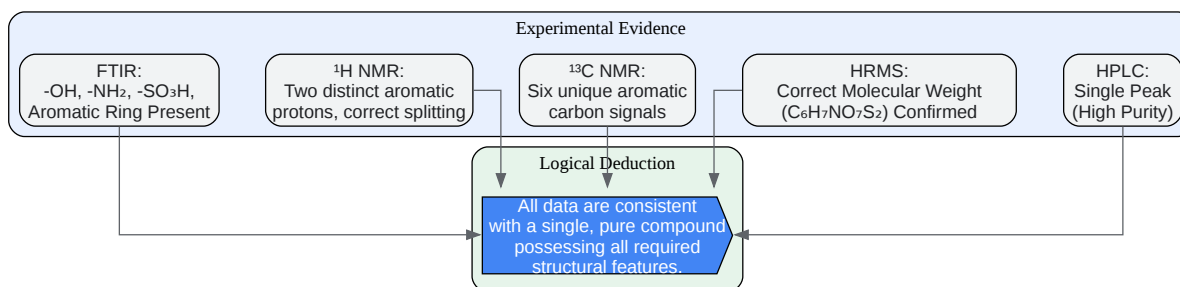 Experimental Evidence
FTIR:
-OH, -NH₂, -SO₃H,
Aromatic Ring Present
¹H NMR:
Two distinct aromatic
protons, correct splitting
¹³C NMR:
Six unique aromatic
carbon signals
HRMS:
Correct Molecular Weight
(C₆H₇NO₇S₂) Confirmed
HPLC:
Single Peak
(High Purity)
Logical Deduction
All data are consistent
with a single, pure compound
possessing all required
structural features.